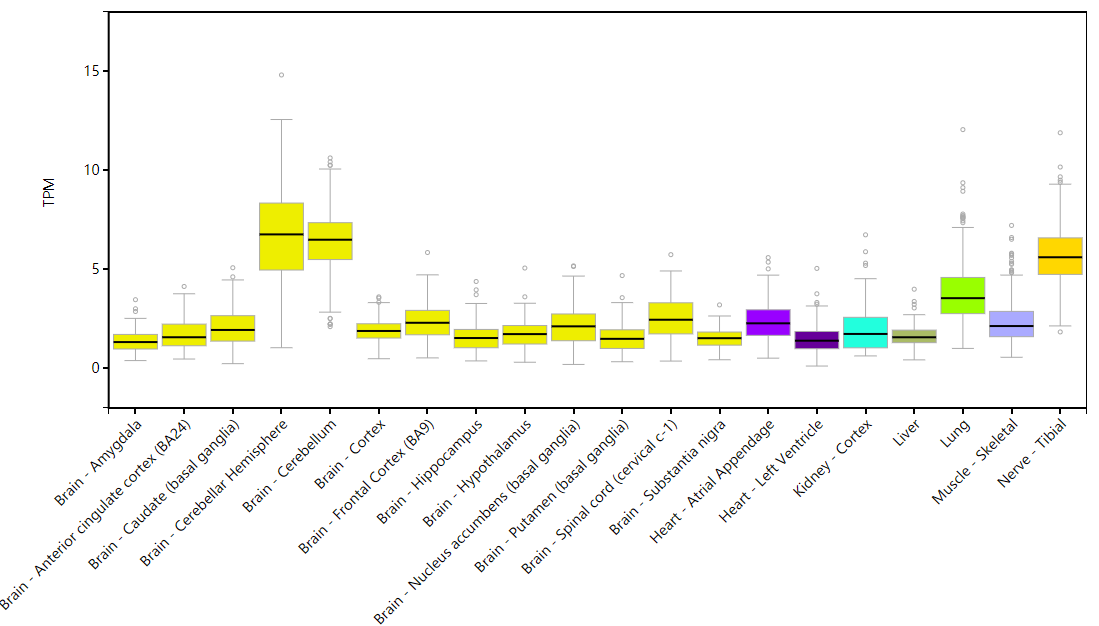 TPM
15
10
5
0
Brain - Amygdala
Brain - Anterior cingulate cortex (BA24)
Brain - Caudate (basal ganglia)
Brain - Cerebellar Hemisphere
Brain - Cerebellum
Brain - Cortex
Brain - Frontal Cortex (BA9)
Brain - Hippocampus
Brain - Hypothalamus
Brain - Nucleus accumbens (basal ganglia)
Brain - Putamen (basal ganglia)
Brain - Spinal cord (cervical c-1)
Brain - Substantia nigra
Heart - Atrial Appendage
Heart - Left Ventricle
Kidney - Cortex
Liver
Lung
Muscle - Skeletal
Nerve - Tibial